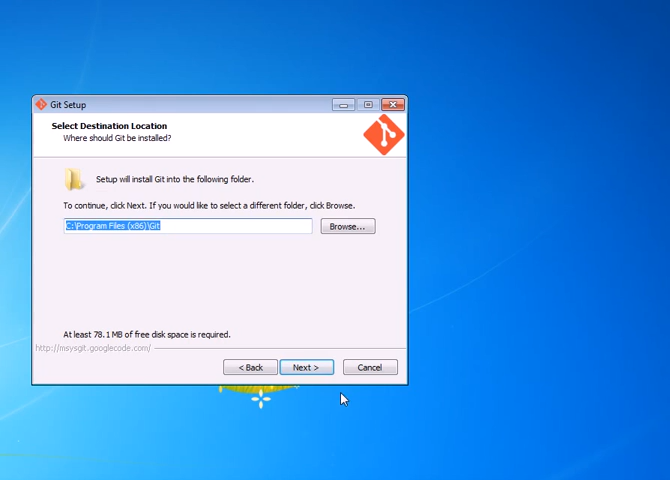 Git Setup
Select Destination Location
Where should Git be installed?
Setup will install Git into the following folder.
To continue, click Next. If you would like to select a different folder, click Browse.
C:\Program Files (x86)\Git
Browse...
At least 78.1 MB of free disk space is required.
http://msysgit.googlecode.com/
< Back
Next >
Cancel